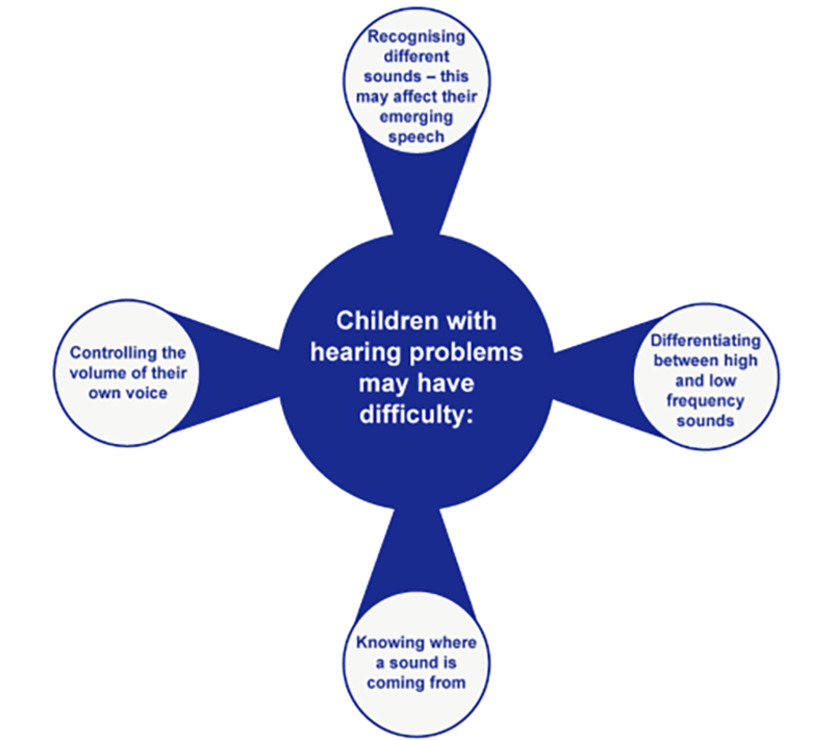 Recognising
different
sounds – this
may affect their
emerging
speech
Children with
hearing problems
may have
difficulty:
Controlling the
volume of their
own voice
Differentiating
between high
and low
frequency
sounds
Knowing where
a sound is
coming from